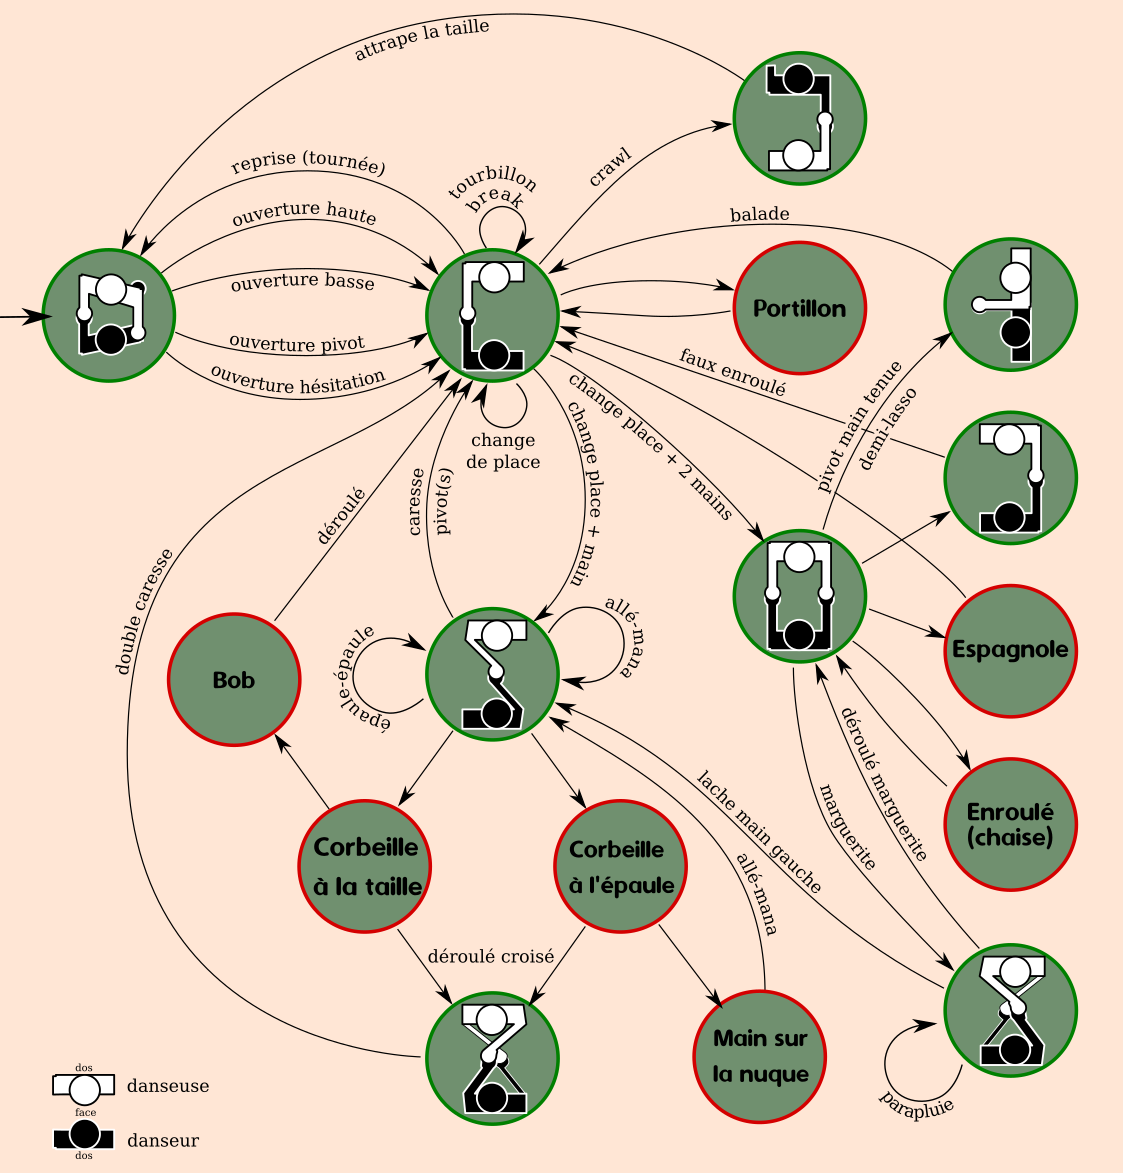 attrape la taille
reprise (tournée)
tourbillon
break
crawl
ouverture haute
balade
ouverture basse
Portillon
ouverture pivot
faux enroulé
pivot main tenue
demi-lasso
ouverture hésitation
change
de place
change place + main
change place + 2 mains
caresse
pivot(s)
déroulé
double caresse
épaule-épaule
allé-mana
Bob
Espagnole
Enroulé
(chaise)
déroulé marguerite
marguerite
lache main gauche
allé-mana
Corbeille
à la taille
Corbeille
à l'épaule
déroulé croisé
Main sur
la nuque
parapluie
dos
danseuse
face
danseur
dos